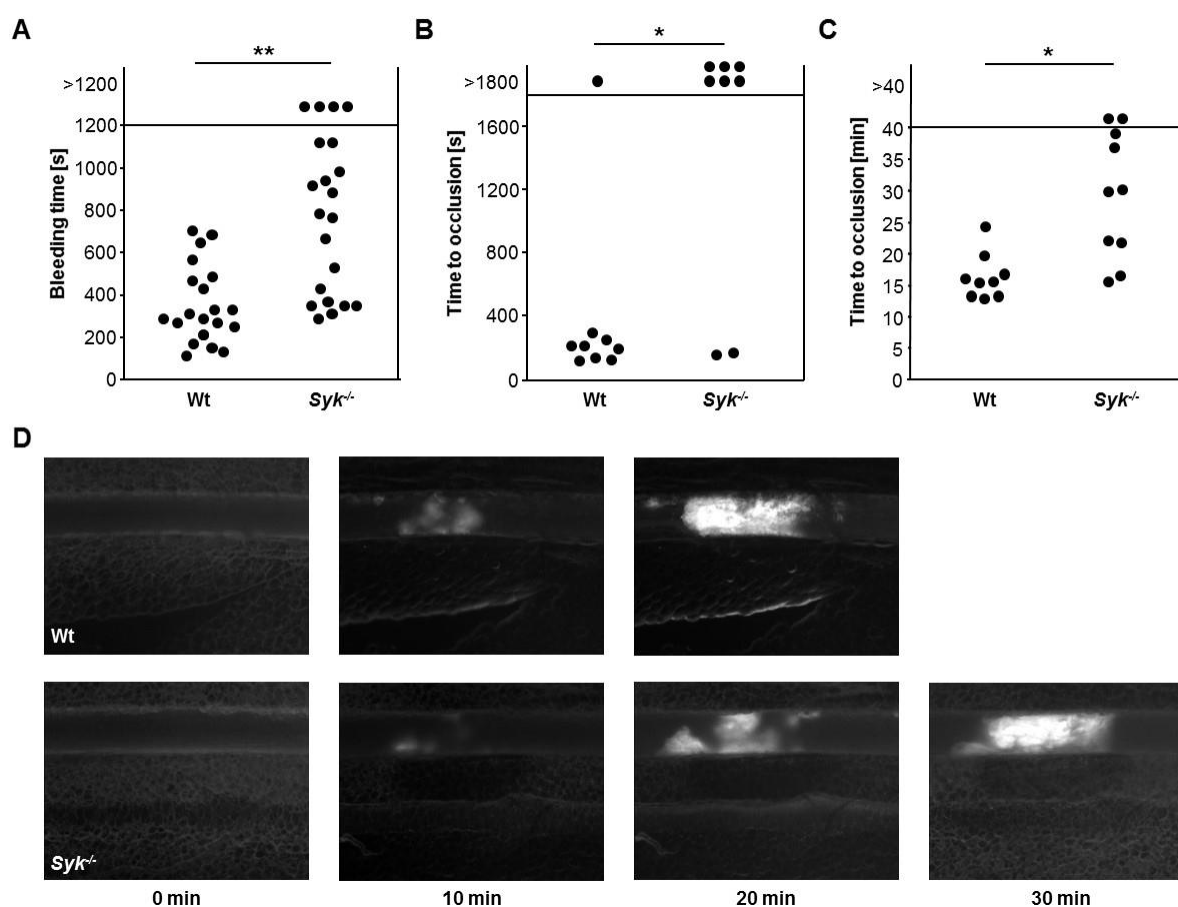 A
**
>1200
1200
1000
800
600
400
200
0
Bleeding time [s]
Wt
Syk-/-
B
*
>1800
1600
1200
800
400
0
Time to occlusion [s]
Wt
Syk-/-
C
*
>40
40
35
30
25
20
15
10
5
0
Time to occlusion [min]
Wt
Syk-/-
D
Wt
Syk-/-
0 min
10 min
20 min
30 min